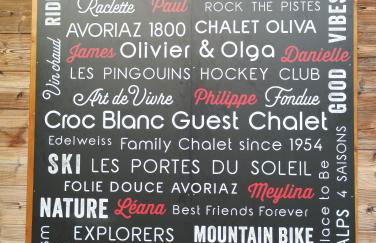 Raclette Paul ROCK THE PISTES
AVORIAZ 1800 CHALET OLIVA
James Olivier & Olga Danielle
LES PINGOUINS HOCKEY CLUB
Art de Vivre Philippe Fondue
Croc Blanc Guest Chalet
Edelweiss Family Chalet since 1954
SKI LES PORTES DU SOLEIL
FOLIE DOUCE AVORIAZ Meylina
NATURE Léana Best Friends Forever
EXPLORERS MOUNTAIN BIKE
Vin chaud
GOOD VIBES
to Be
4 SAISONS